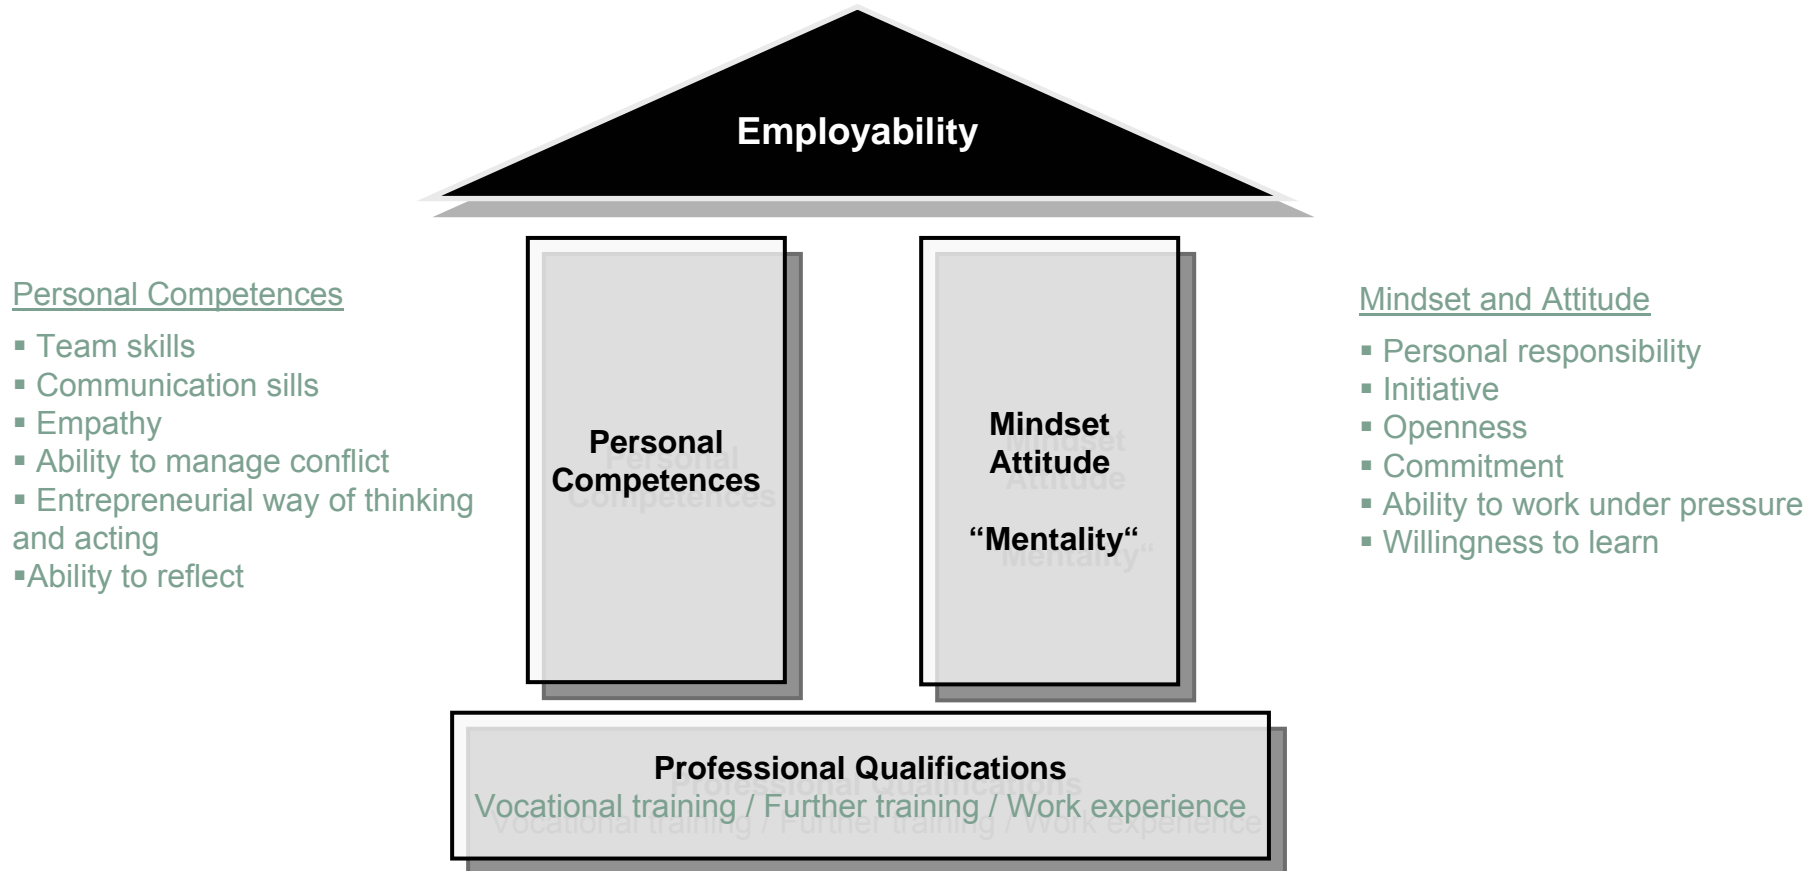 Employability
Personal Competences
▪ Team skills
▪ Communication sills
▪ Empathy
▪ Ability to manage conflict
▪ Entrepreneurial way of thinking
and acting
▪Ability to reflect
Personal
Competences
Mindset
Attitude
“Mentality“
Mindset and Attitude
▪ Personal responsibility
▪ Initiative
▪ Openness
▪ Commitment
▪ Ability to work under pressure
▪ Willingness to learn
Professional Qualifications
Vocational training / Further training / Work experience